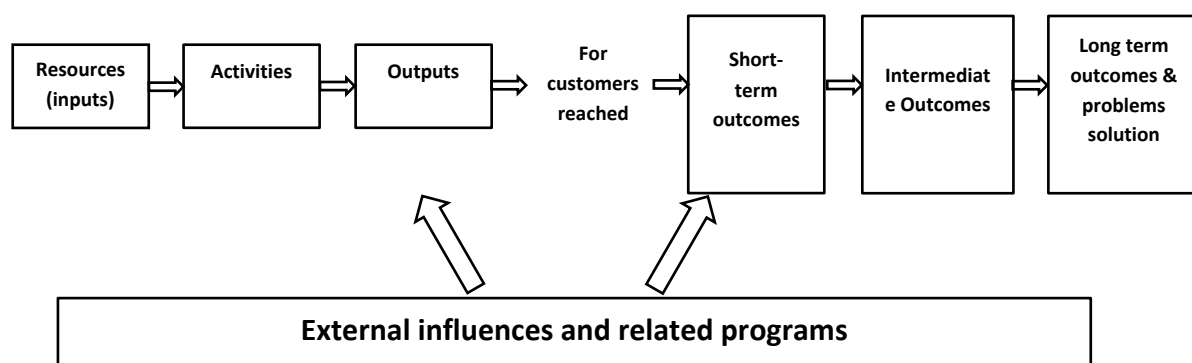 Resources
(inputs)
Activities
Outputs
For
customers
reached
Short-
term
outcomes
Intermediat
e Outcomes
Long term
outcomes &
problems
solution
External influences and related programs